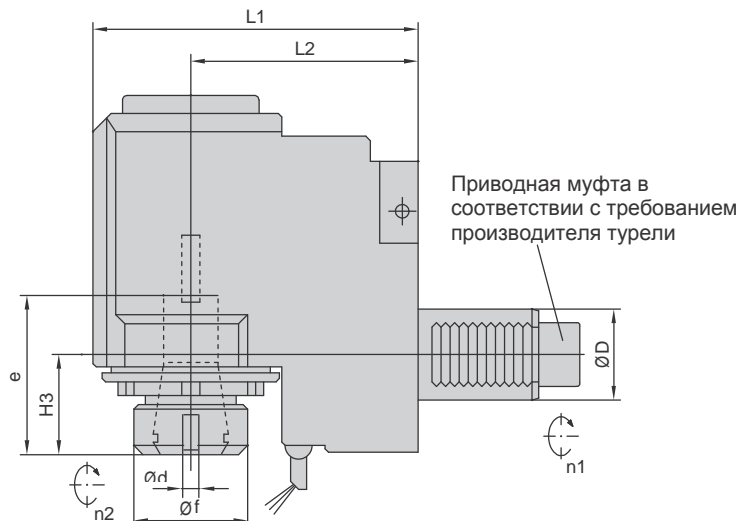 L1
L2
Приводная муфта в
соответствии с требованием
производителя турели
e
H3
ØD
n1
Ød
n2
Øf